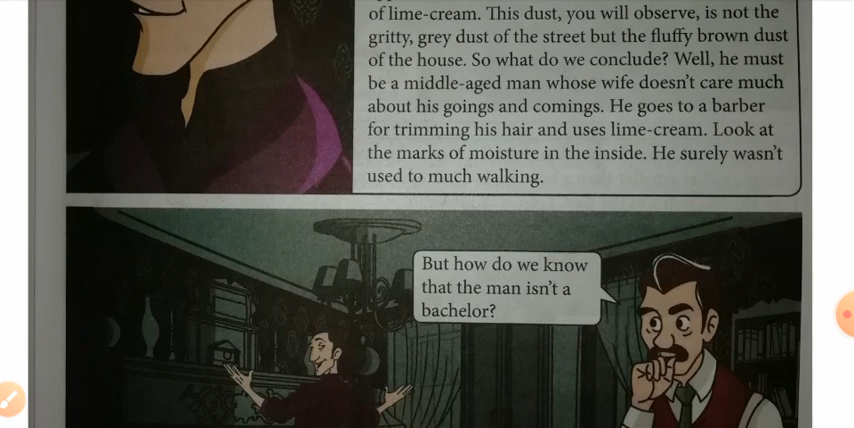 of lime-cream. This dust, you will observe, is not the
gritty, grey dust of the street but the fluffy brown dust
of the house. So what do we conclude? Well, he must
be a middle-aged man whose wife doesn't care much
about his goings and comings. He goes to a barber
for trimming his hair and uses lime-cream. Look at
the marks of moisture in the inside. He surely wasn't
used to much walking.
But how do we know
that the man isn't a
bachelor?